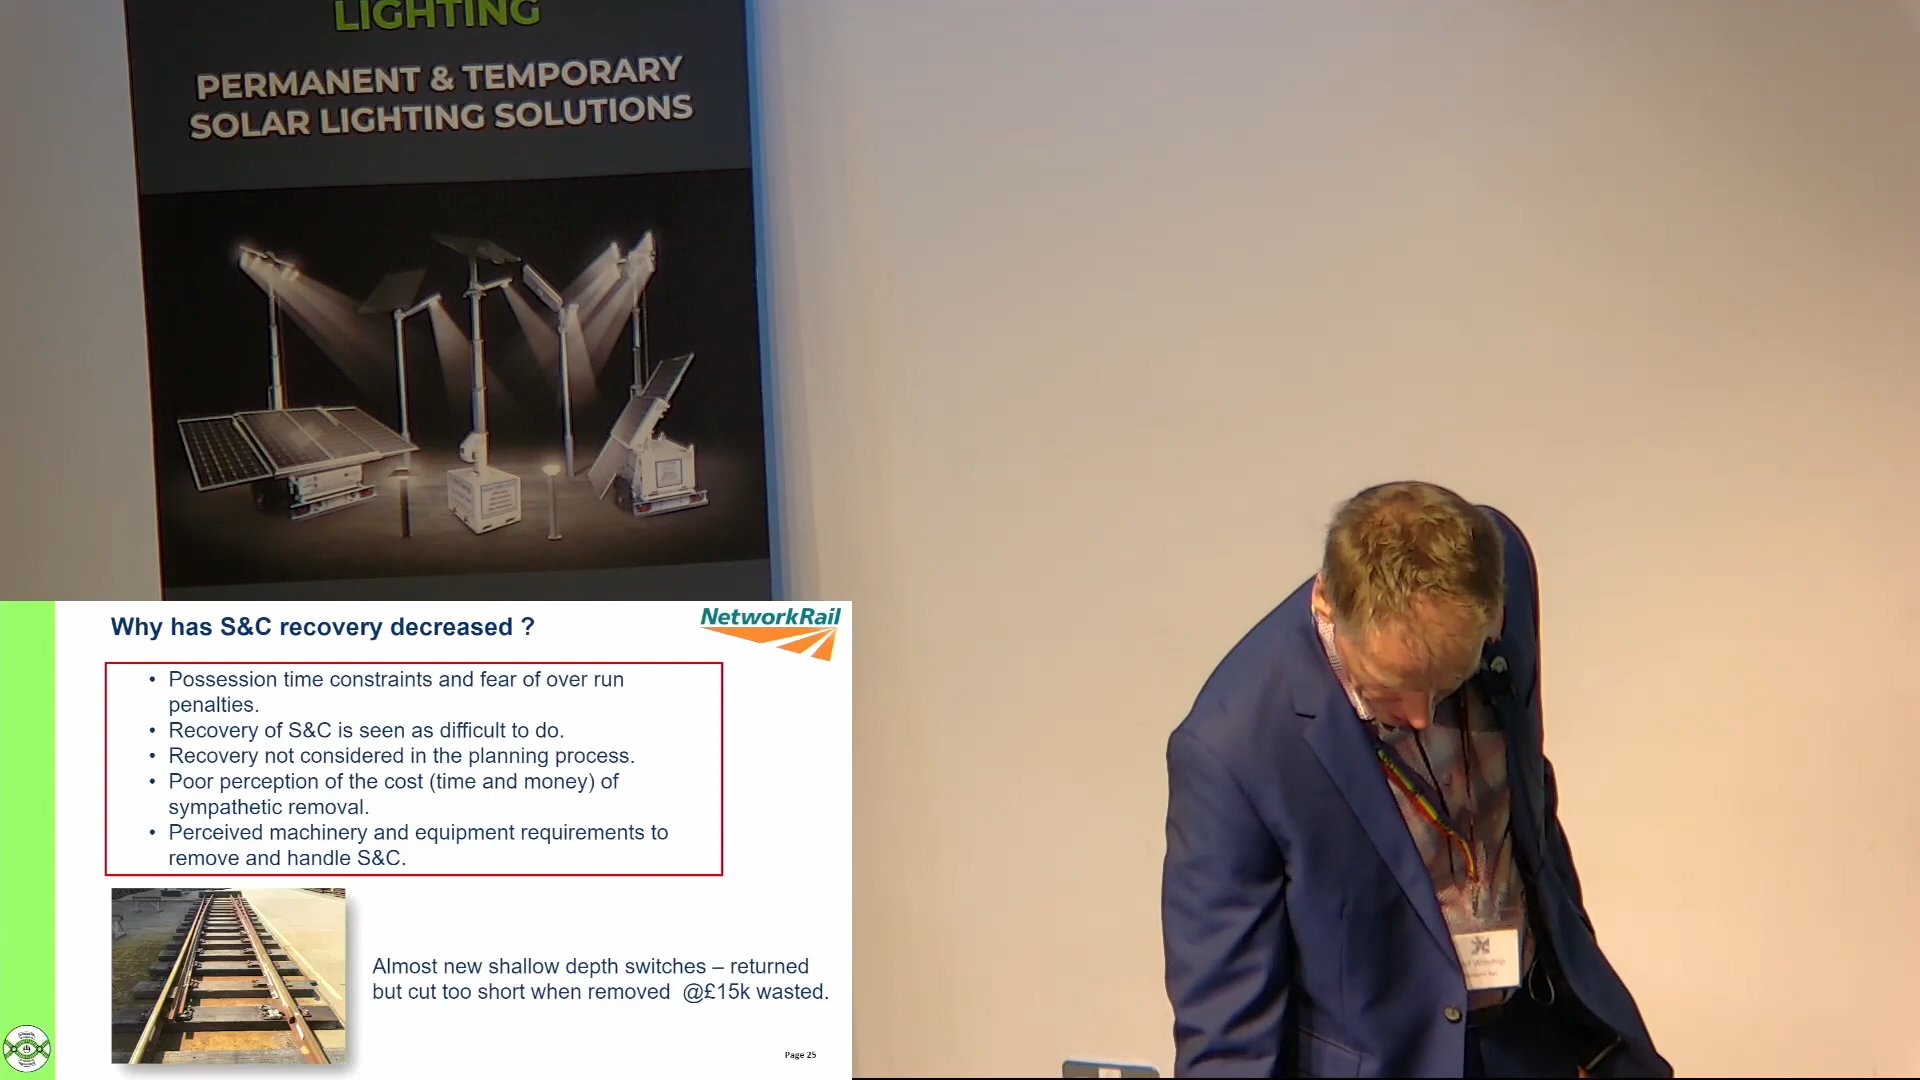 LIGHTING
PERMANENT & TEMPORARY
SOLAR LIGHTING SOLUTIONS
Why has S&C recovery decreased ?
NetworkRail
• Possession time constraints and fear of over run
penalties.
• Recovery of S&C is seen as difficult to do.
• Recovery not considered in the planning process.
• Poor perception of the cost (time and money) of
sympathetic removal.
• Perceived machinery and equipment requirements to
remove and handle S&C.
Almost new shallow depth switches – returned
but cut too short when removed @£15k wasted.
Page 25